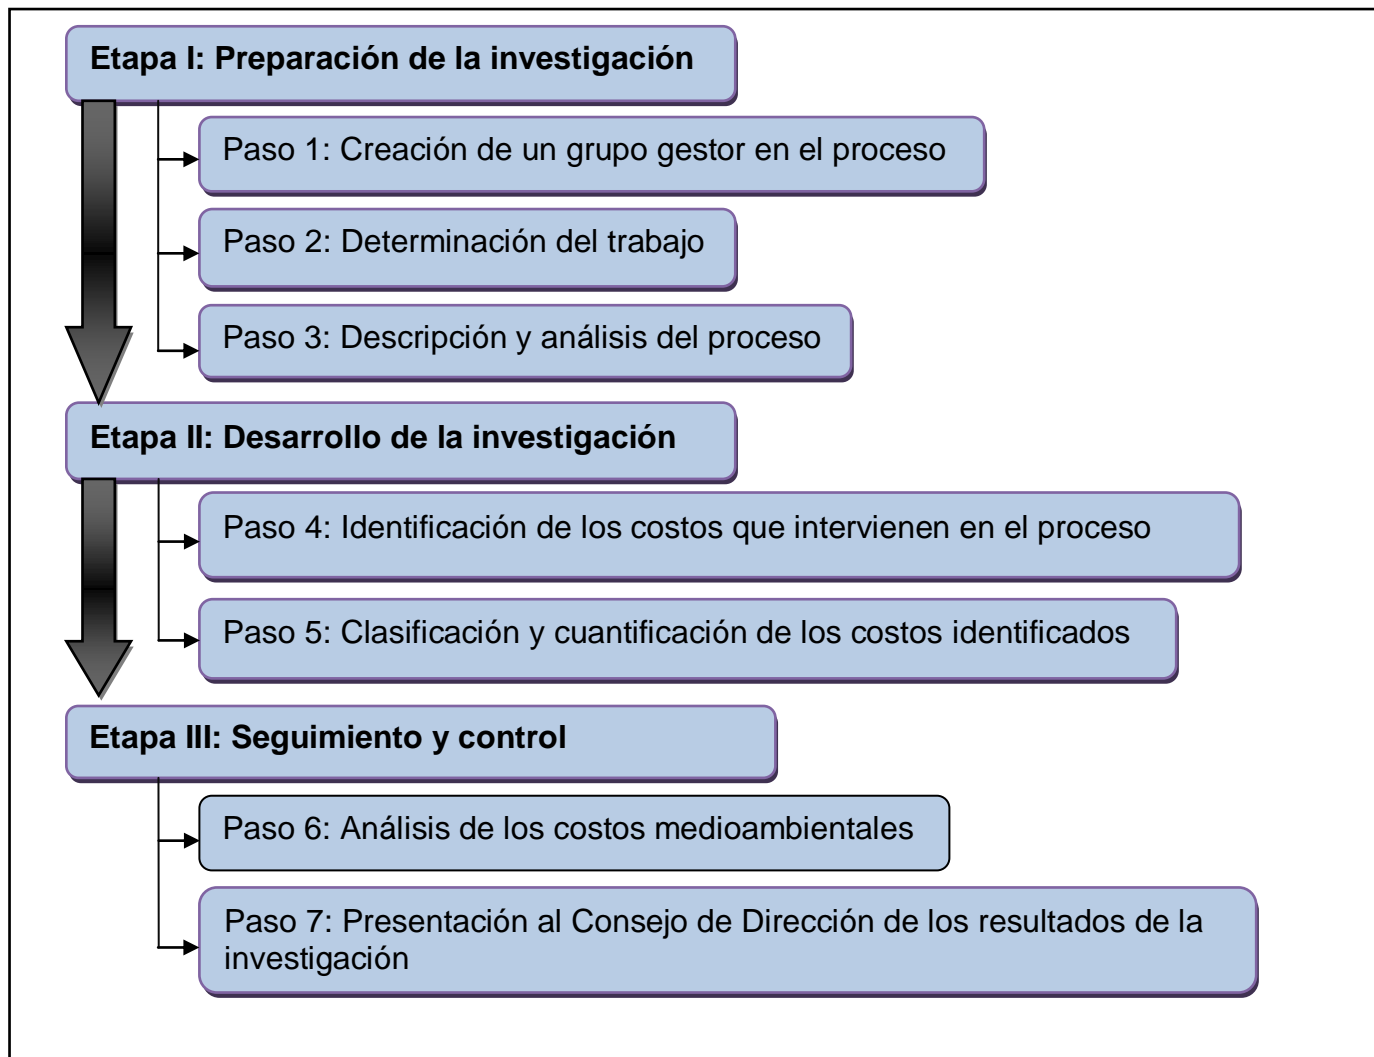 Etapa I: Preparación de la investigación
Paso 1: Creación de un grupo gestor en el proceso
Paso 2: Determinación del trabajo
Paso 3: Descripción y análisis del proceso
Etapa II: Desarrollo de la investigación
Paso 4: Identificación de los costos que intervienen en el proceso
Paso 5: Clasificación y cuantificación de los costos identificados
Etapa III: Seguimiento y control
Paso 6: Análisis de los costos medioambientales
Paso 7: Presentación al Consejo de Dirección de los resultados de la
investigación